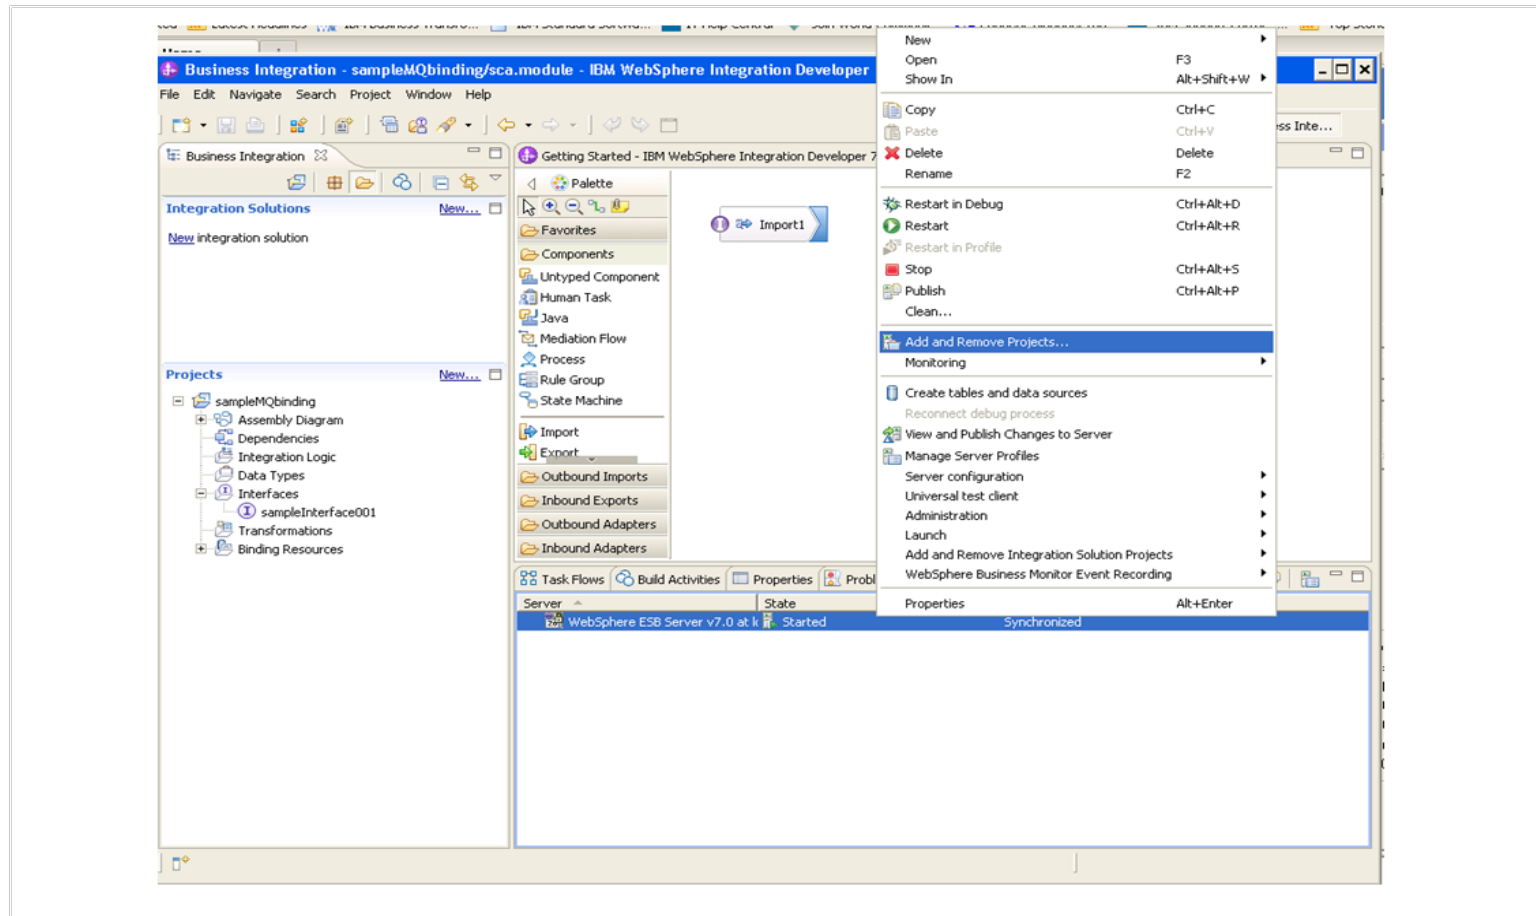 Business Integration - sampleMQbinding/sca.module - IBM WebSphere Integration Developer
File Edit Navigate Search Project Window Help
ss Inte...
Business Integration
Integration Solutions New...
New integration solution
Projects New...
sampleMQbinding
Assembly Diagram
Dependencies
Integration Logic
Data Types
Interfaces
sampleInterface001
Transformations
Binding Resources
Getting Started - IBM WebSphere Integration Developer 7
Palette
Favorites
Components
Untyped Component
Human Task
Java
Mediation Flow
Process
Rule Group
State Machine
Import
Export
Outbound Imports
Inbound Exports
Outbound Adapters
Inbound Adapters
Import1
New
Open F3
Show In Alt+Shift+W
Copy Ctrl+C
Paste Ctrl+V
Delete Delete
Rename F2
Restart in Debug Ctrl+Alt+D
Restart Ctrl+Alt+R
Restart in Profile
Stop Ctrl+Alt+S
Publish Ctrl+Alt+P
Clean...
Add and Remove Projects...
Monitoring
Create tables and data sources
Reconnect debug process
View and Publish Changes to Server
Manage Server Profiles
Server configuration
Universal test client
Administration
Launch
Add and Remove Integration Solution Projects
WebSphere Business Monitor Event Recording
Properties Alt+Enter
Task Flows Build Activities Properties Probl
Server State
WebSphere ESB Server v7.0 at k Started Synchronized